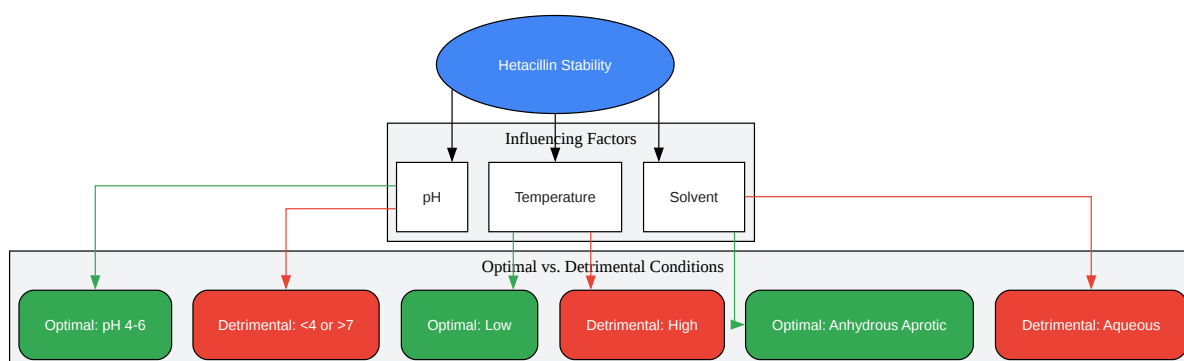 Hetacillin Stability
Influencing Factors
pH
Temperature
Solvent
Optimal vs. Detrimental Conditions
Optimal: pH 4-6
Detrimental: <4 or >7
Optimal: Low
Detrimental: High
Optimal: Anhydrous Aprotic
Detrimental: Aqueous